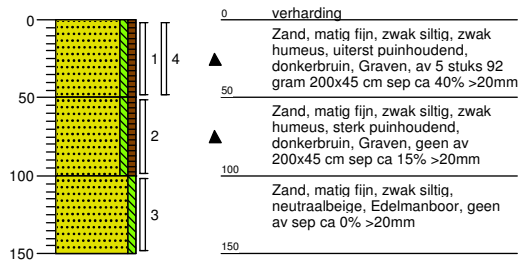 0
50
100
150
1
4
2
3
0
verharding
Zand, matig fijn, zwak siltig, zwak
humeus, uiterst puinhoudend,
donkerbruin, Graven, av 5 stuks 92
gram 200x45 cm sep ca 40% >20mm
50
Zand, matig fijn, zwak siltig, zwak
humeus, sterk puinhoudend,
donkerbruin, Graven, geen av
200x45 cm sep ca 15% >20mm
100
Zand, matig fijn, zwak siltig,
neutraalbeige, Edelmanboor, geen
av sep ca 0% >20mm
150